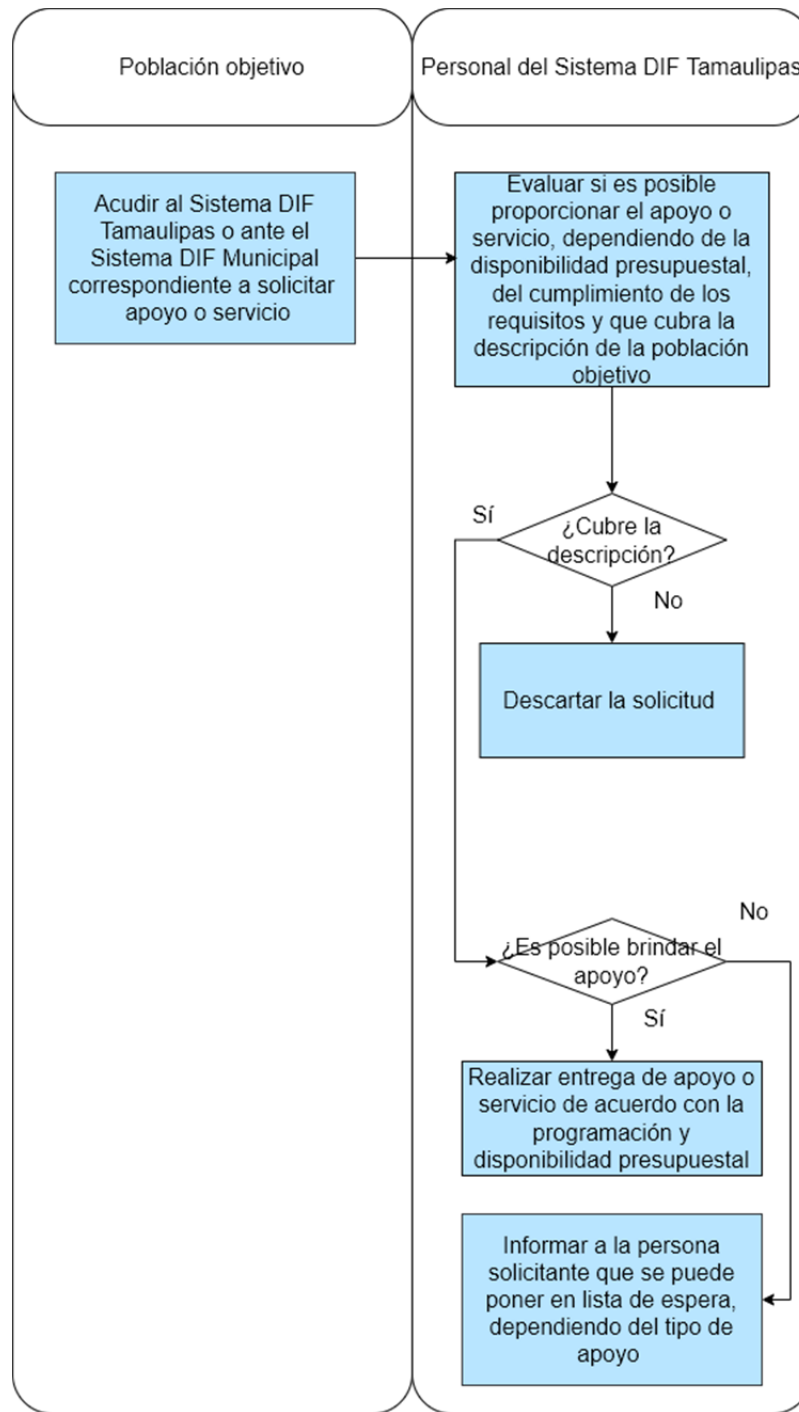 Población objetivo
Personal del Sistema DIF Tamaulipas
Acudir al Sistema DIF
Tamaulipas o ante el
Sistema DIF Municipal
correspondiente a solicitar
apoyo o servicio
Evaluar si es posible
proporcionar el apoyo o
servicio, dependiendo de la
disponibilidad presupuestal,
del cumplimiento de los
requisitos y que cubra la
descripción de la población
objetivo
Sí
¿Cubre la
descripción?
No
Descartar la solicitud
No
¿Es posible brindar el
apoyo?
Sí
Realizar entrega de apoyo o
servicio de acuerdo con la
programación y
disponibilidad presupuestal
Informar a la persona
solicitante que se puede
poner en lista de espera,
dependiendo del tipo de
apoyo